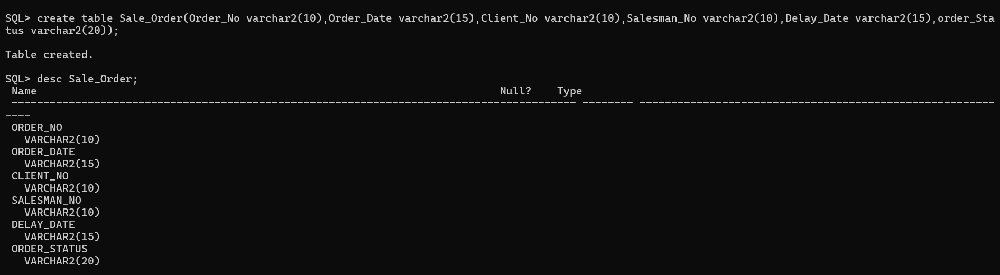 SQL> create table Sale_Order(Order_No varchar2(10),Order_Date varchar2(15),Client_No varchar2(10),Salesman_No varchar2(10),Delay_Date varchar2(15),order_Sta
tus varchar2(20));
Table created.
SQL> desc Sale_Order;
 Name                                                                         Null?    Type
 ----------------------------------------------------------------------------------------- -------- --------------------------------------------------------
----
 ORDER_NO
   VARCHAR2(10)
 ORDER_DATE
   VARCHAR2(15)
 CLIENT_NO
   VARCHAR2(10)
 SALESMAN_NO
   VARCHAR2(10)
 DELAY_DATE
   VARCHAR2(15)
 ORDER_STATUS
   VARCHAR2(20)